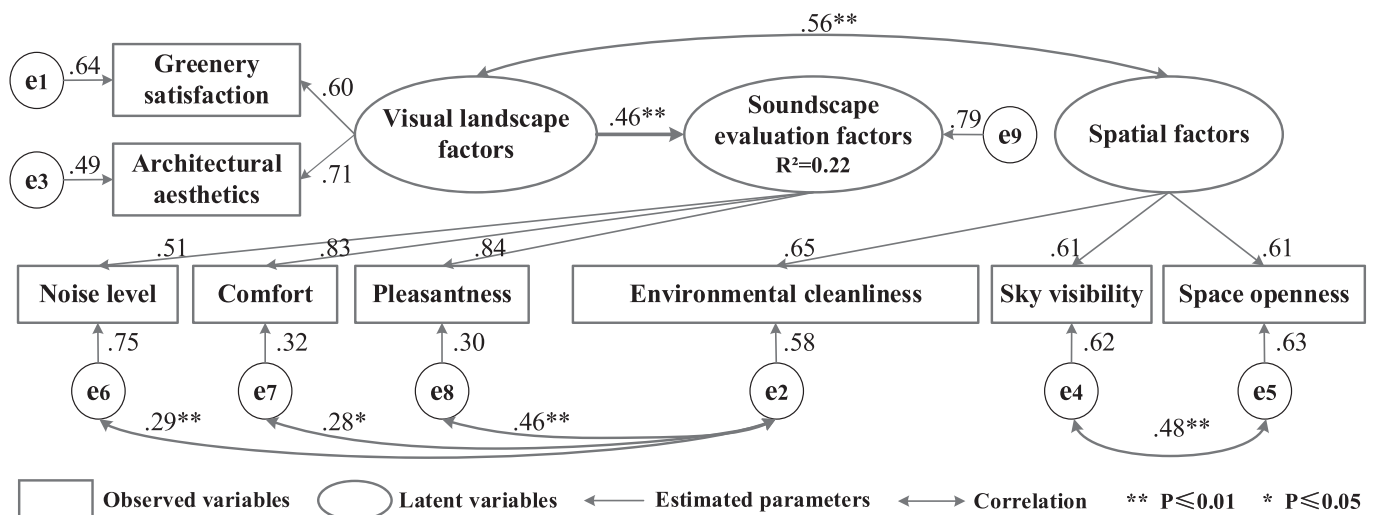 .56**
e1
.64
Greenery
satisfaction
.60
Visual landscape
factors
.46**
Soundscape
evaluation factors
R²=0.22
.79
e9
Spatial factors
e3
.49
Architectural
aesthetics
.71
.51
.83
.84
.65
.61
.61
Noise level
Comfort
Pleasantness
Environmental cleanliness
Sky visibility
Space openness
.75
.32
.30
.58
.62
.63
e6
e7
e8
e2
e4
e5
.29**
.28*
.46**
.48**
Observed variables
Latent variables
Estimated parameters
Correlation
** P≤0.01
* P≤0.05